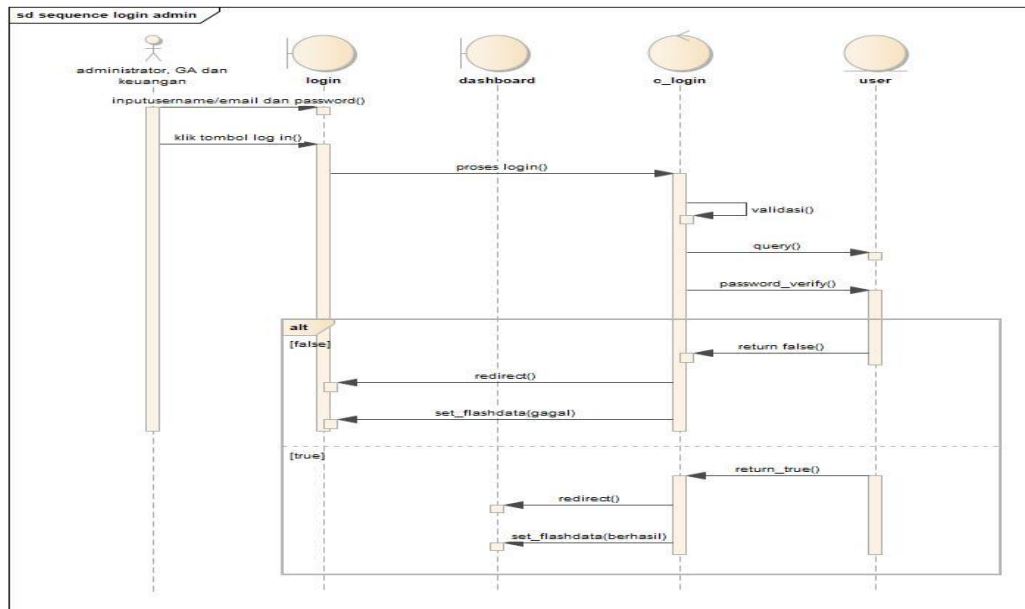 sd sequence login admin
administrator, GA dan
keuangan
login
dashboard
c_login
user
inputusername/email dan password()
klik tombol log in()
proses login()
validasi()
query()
password_verify()
alt
[false]
return false()
redirect()
set_flashdata(gagal)
[true]
return_true()
redirect()
set_flashdata(berhasil)